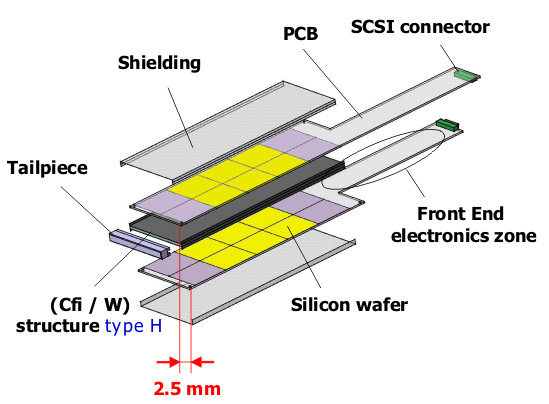 SCSI connector
PCB
Shielding
Tailpiece
Front End
electronics zone
(Cfi / W)
structure type H
Silicon wafer
2.5 mm